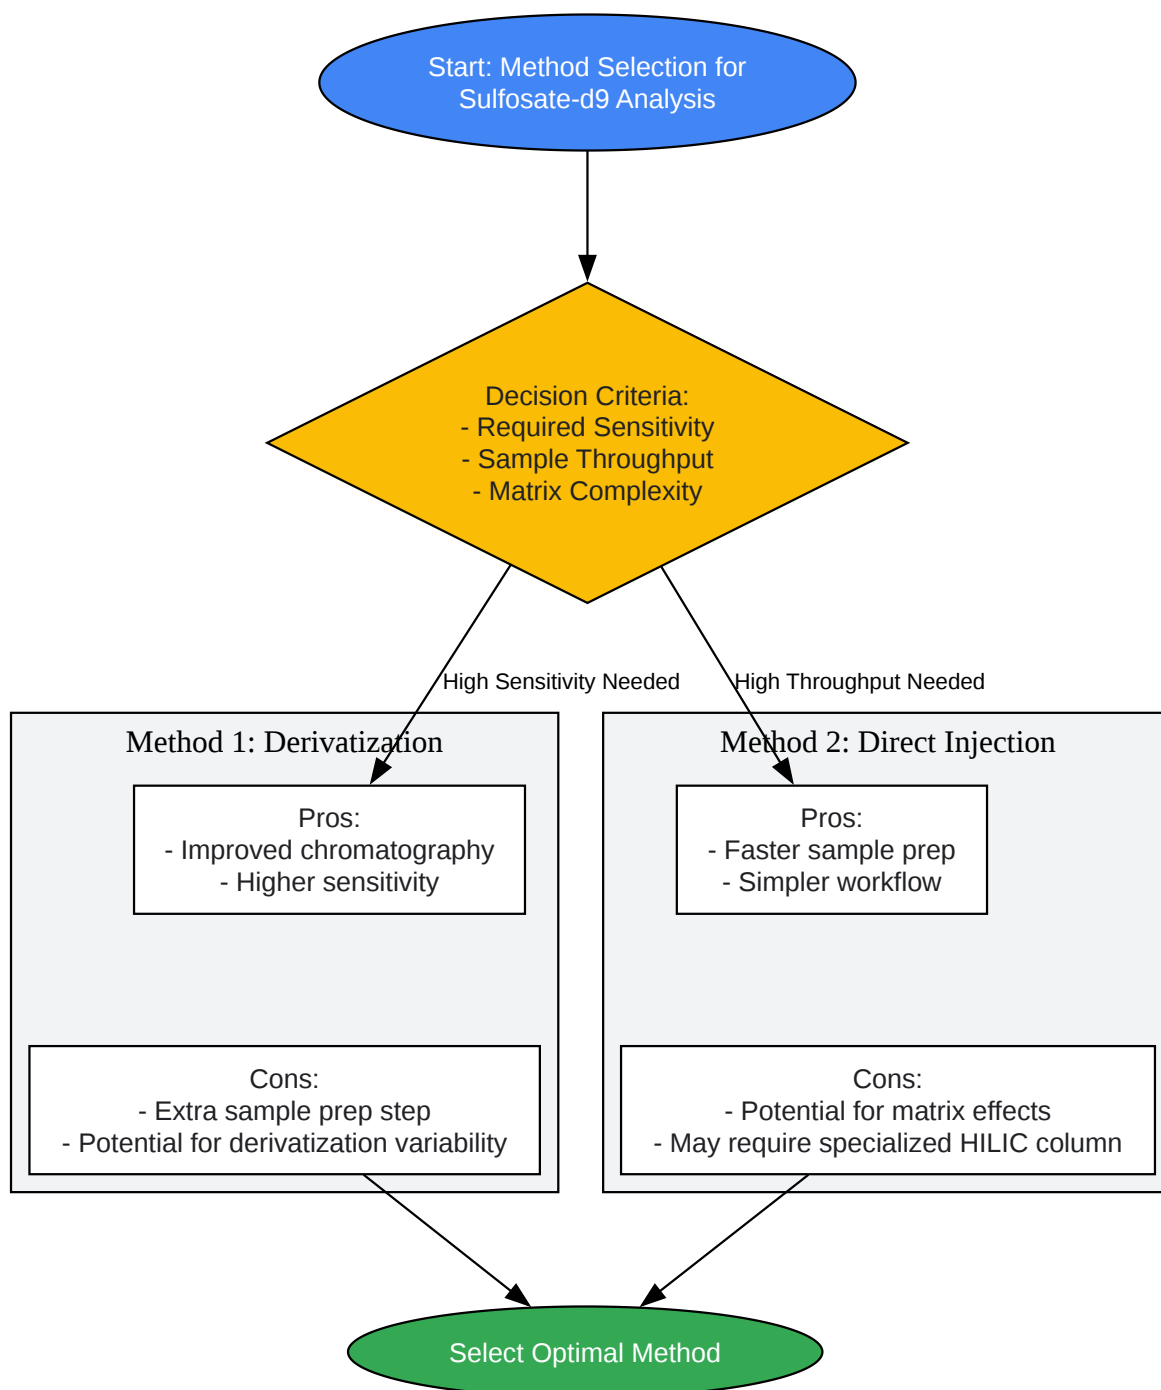 Start: Method Selection for
Sulfosate-d9 Analysis
Decision Criteria:
- Required Sensitivity
- Sample Throughput
- Matrix Complexity
High Sensitivity Needed
High Throughput Needed
Method 1: Derivatization
Pros:
- Improved chromatography
- Higher sensitivity
Cons:
- Extra sample prep step
- Potential for derivatization variability
Method 2: Direct Injection
Pros:
- Faster sample prep
- Simpler workflow
Cons:
- Potential for matrix effects
- May require specialized HILIC column
Select Optimal Method